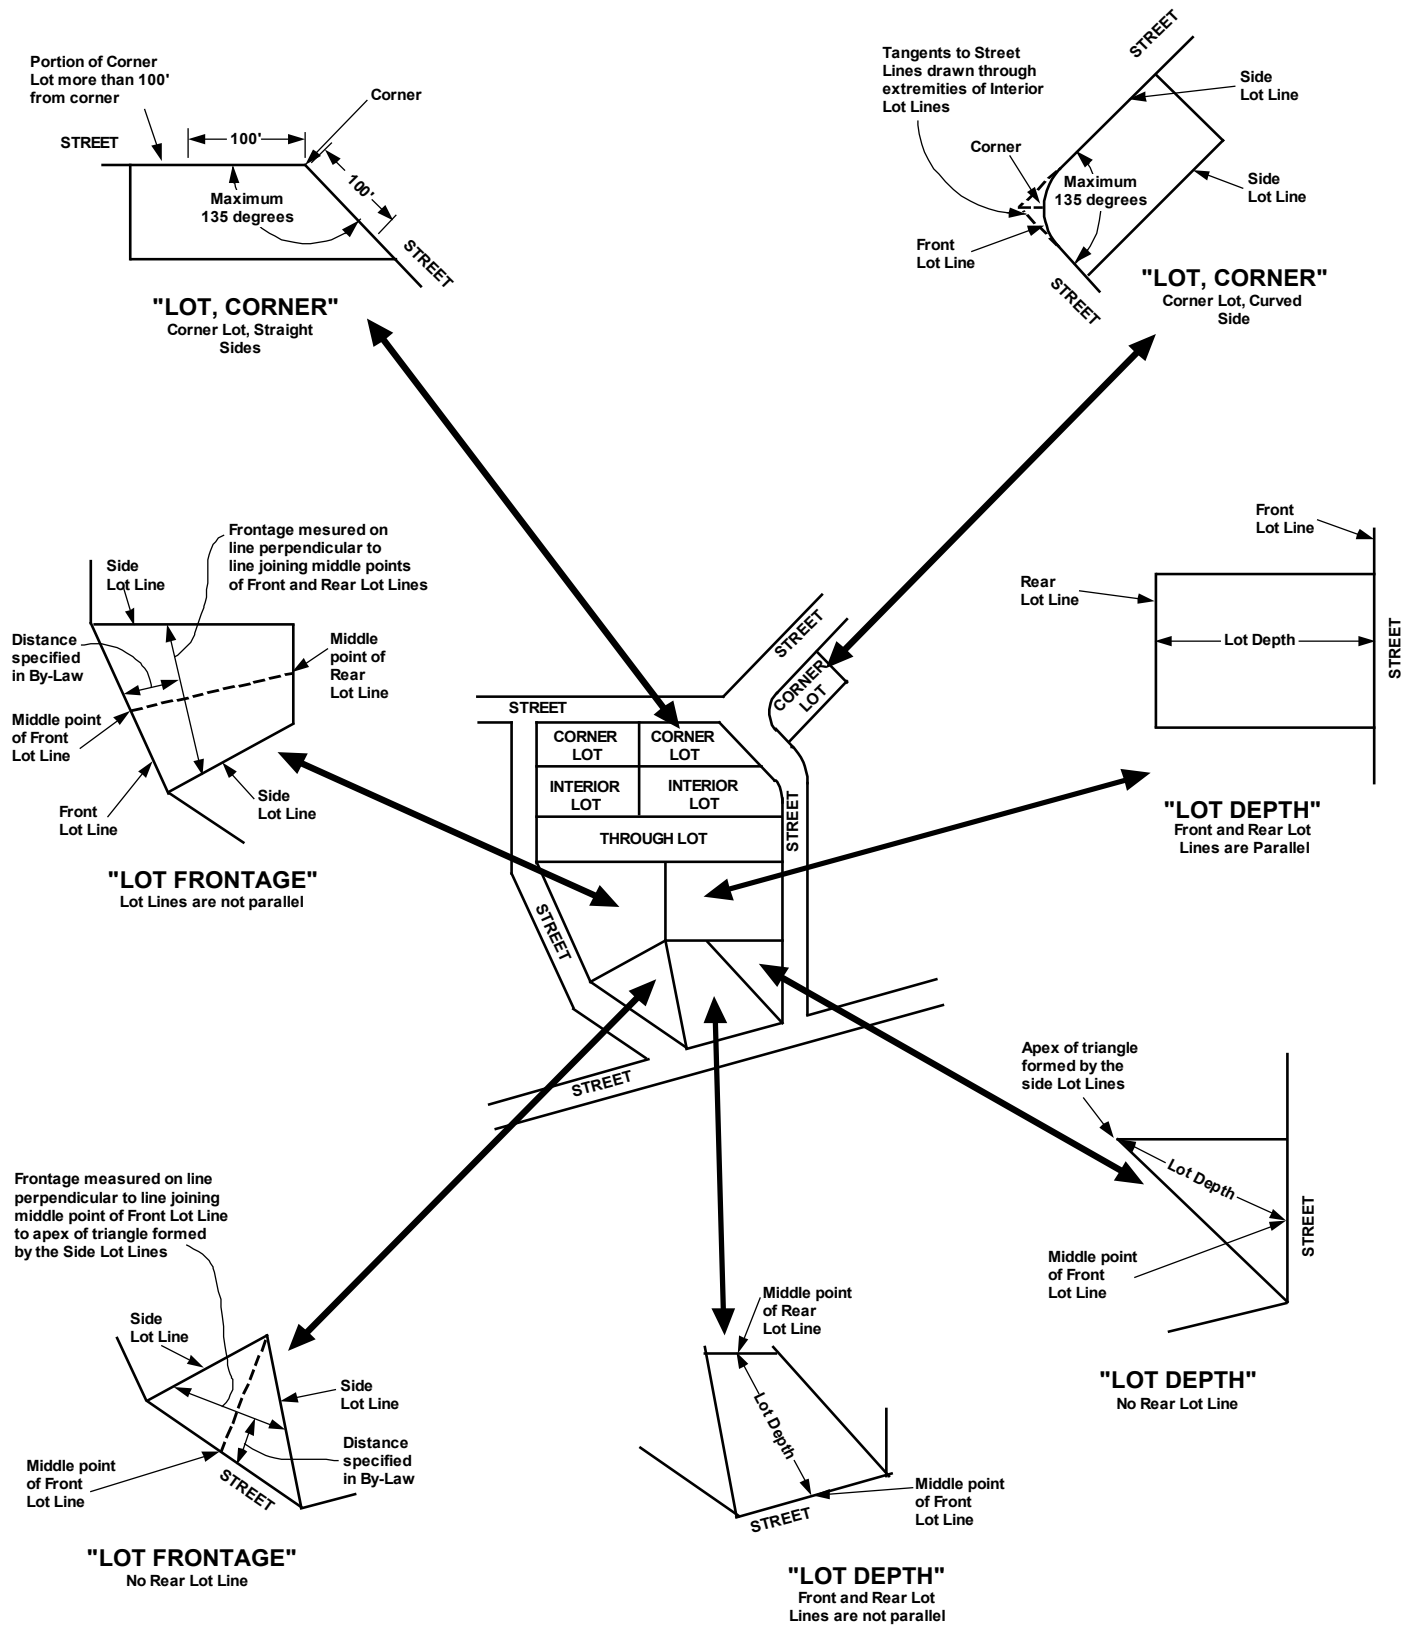 Portion of Corner
Lot more than 100'
from corner
Corner
STREET
100'
100'
Maximum
135 degrees
STREET
"LOT, CORNER"
Corner Lot, Straight
Sides
STREET
Tangents to Street
Lines drawn through
extremities of Interior
Lot Lines
Side
Lot Line
Corner
Maximum
135 degrees
Side
Lot Line
Front
Lot Line
STREET
"LOT, CORNER"
Corner Lot, Curved
Side
Frontage mesured on
line perpendicular to
line joining middle points
of Front and Rear Lot Lines
Side
Lot Line
Distance
specified
in By-Law
Middle
point of
Rear
Lot Line
Middle point
of Front
Lot Line
Front
Lot Line
Side
Lot Line
"LOT FRONTAGE"
Lot Lines are not parallel
Front
Lot Line
Rear
Lot Line
Lot Depth
STREET
"LOT DEPTH"
Front and Rear Lot
Lines are Parallel
STREET
CORNER
LOT
STREET
CORNER
LOT
CORNER
LOT
INTERIOR
LOT
INTERIOR
LOT
STREET
THROUGH LOT
STREET
STREET
Apex of triangle
formed by the
side Lot Lines
Lot Depth
STREET
Middle point
of Front
Lot Line
"LOT DEPTH"
No Rear Lot Line
Frontage measured on line
perpendicular to line joining
middle point of Front Lot Line
to apex of triangle formed
by the Side Lot Lines
Side
Lot Line
Side
Lot Line
Distance
specified
in By-Law
Middle point
of Front
Lot Line
STREET
"LOT FRONTAGE"
No Rear Lot Line
Middle point
of Rear
Lot Line
Lot Depth
Middle point
of Front
Lot Line
STREET
"LOT DEPTH"
Front and Rear Lot
Lines are not parallel